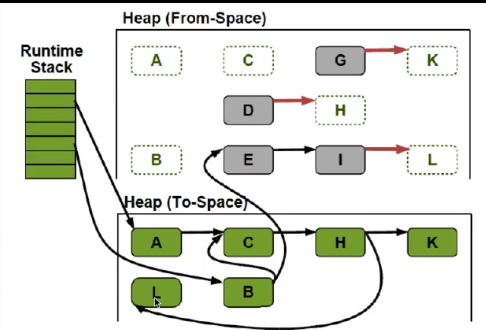 Heap (From-Space)
Runtime
Stack
A C G K
D H
B E I L
Heap (To-Space)
A C H K
L B